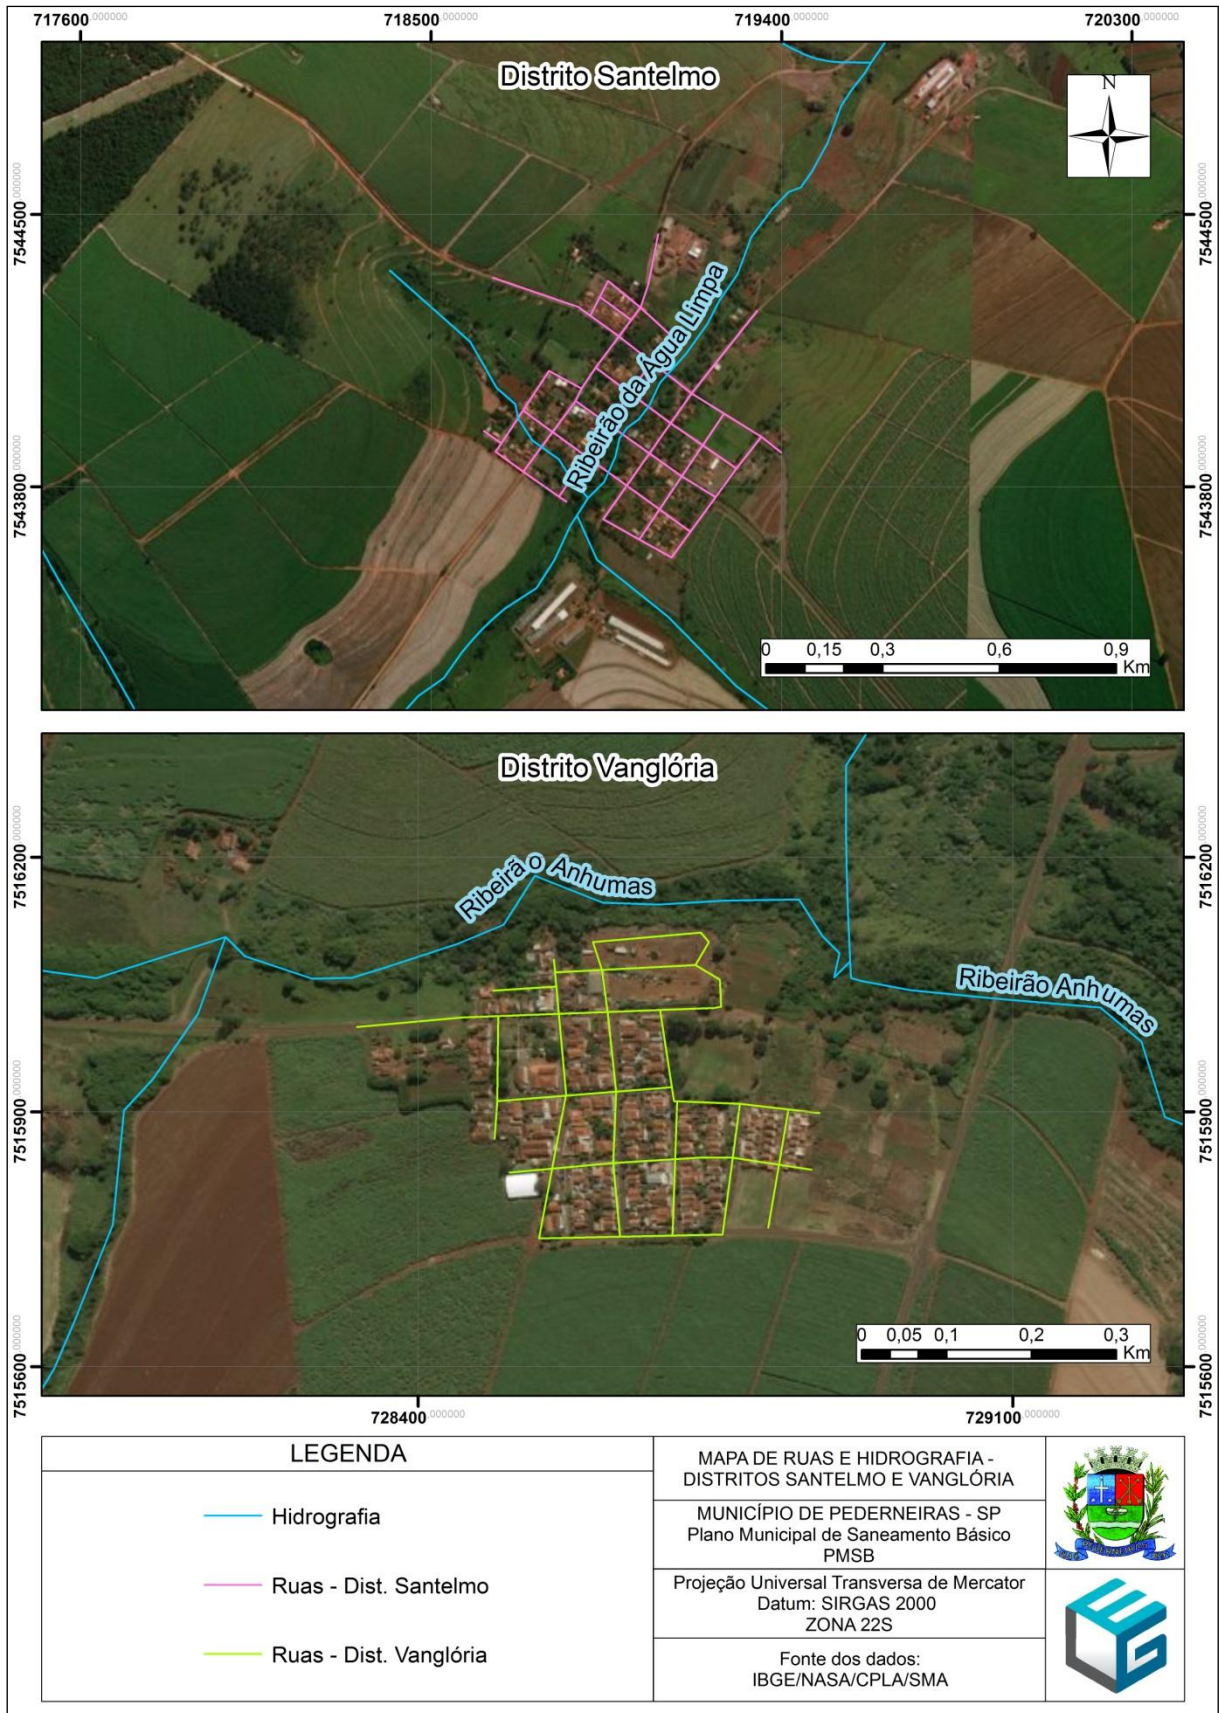 717600,000000 718500,000000 719400,000000 720300,000000
Distrito Santelmo
N
7544500,000000
7544500,000000
Ribeirão da Água Limpa
7543800,000000
7543800,000000
0 0,15 0,3 0,6 0,9
Km
Distrito Vanglória
7516200,000000
7516200,000000
Ribeirão Anhumas
Ribeirão Anhumas
7515900,000000
7515900,000000
0 0,05 0,1 0,2 0,3
Km
7515600,000000
7515600,000000
728400,000000 729100,000000
LEGENDA
Hidrografia
Ruas - Dist. Santelmo
Ruas - Dist. Vanglória
MAPA DE RUAS E HIDROGRAFIA -
DISTRITOS SANTELMO E VANGLÓRIA
MUNICÍPIO DE PEDERNEIRAS - SP
Plano Municipal de Saneamento Básico
PMSB
Projeção Universal Transversa de Mercator
Datum: SIRGAS 2000
ZONA 22S
Fonte dos dados:
IBGE/NASA/CPLA/SMA
PEDERNEIRAS